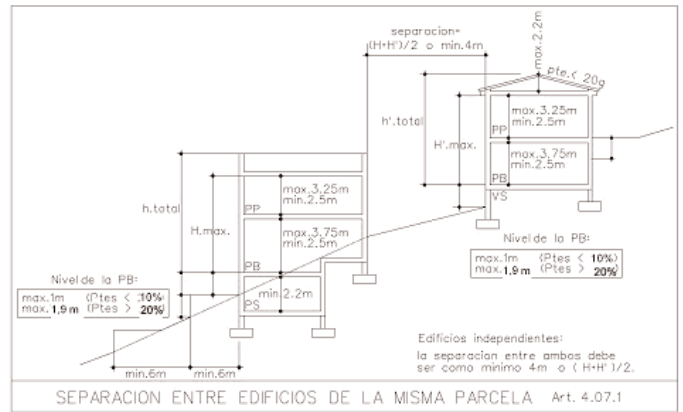 separacion=
(H+H')/2 o min.4m
max.2.2m
pte.< 20g
h'.total
H'.max.
max.3,25m
min.2.5m
PP
max.3.75m
min.2.5m
PB
VS
h.total
H.max.
max.3,25m
min.2.5m
PP
max.3.75m
min.2.5m
PB
min.2.2m
PS
Nivel de la PB:
max.1m (Ptes < 10%)
max.1,9 m (Ptes > 20%)
Nivel de la PB:
max.1m (Ptes < 10%)
max.1,9 m (Ptes > 20%)
min.6m
min.6m
Edificios independientes:
la separacion entre ambos debe
ser como minimo 4m o ( H+H')/2.
SEPARACION ENTRE EDIFICIOS DE LA MISMA PARCELA Art. 4.07.1